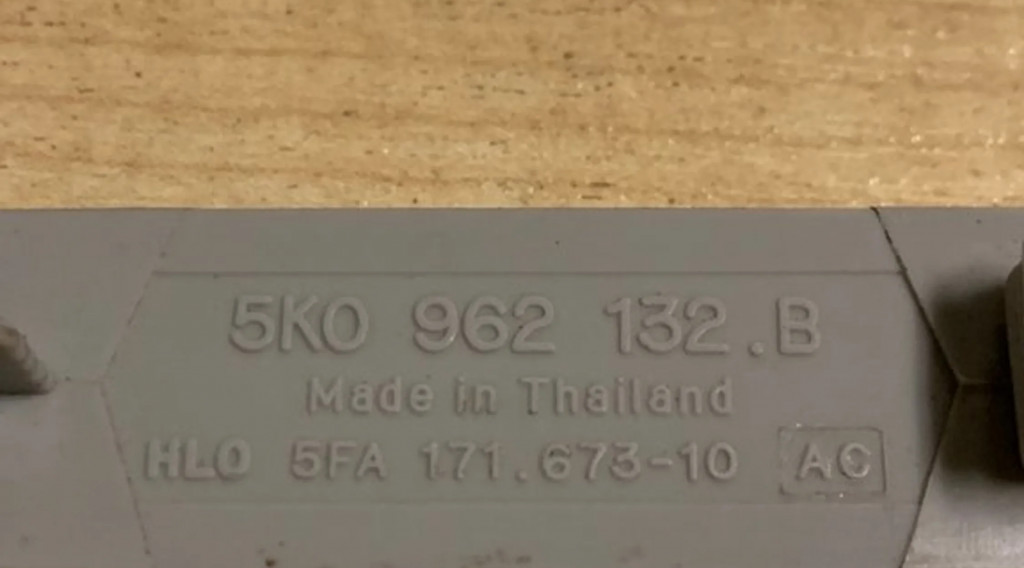 5K0 962 132.B
Made in Thailand
HLO 5FA 171.673-10 AC